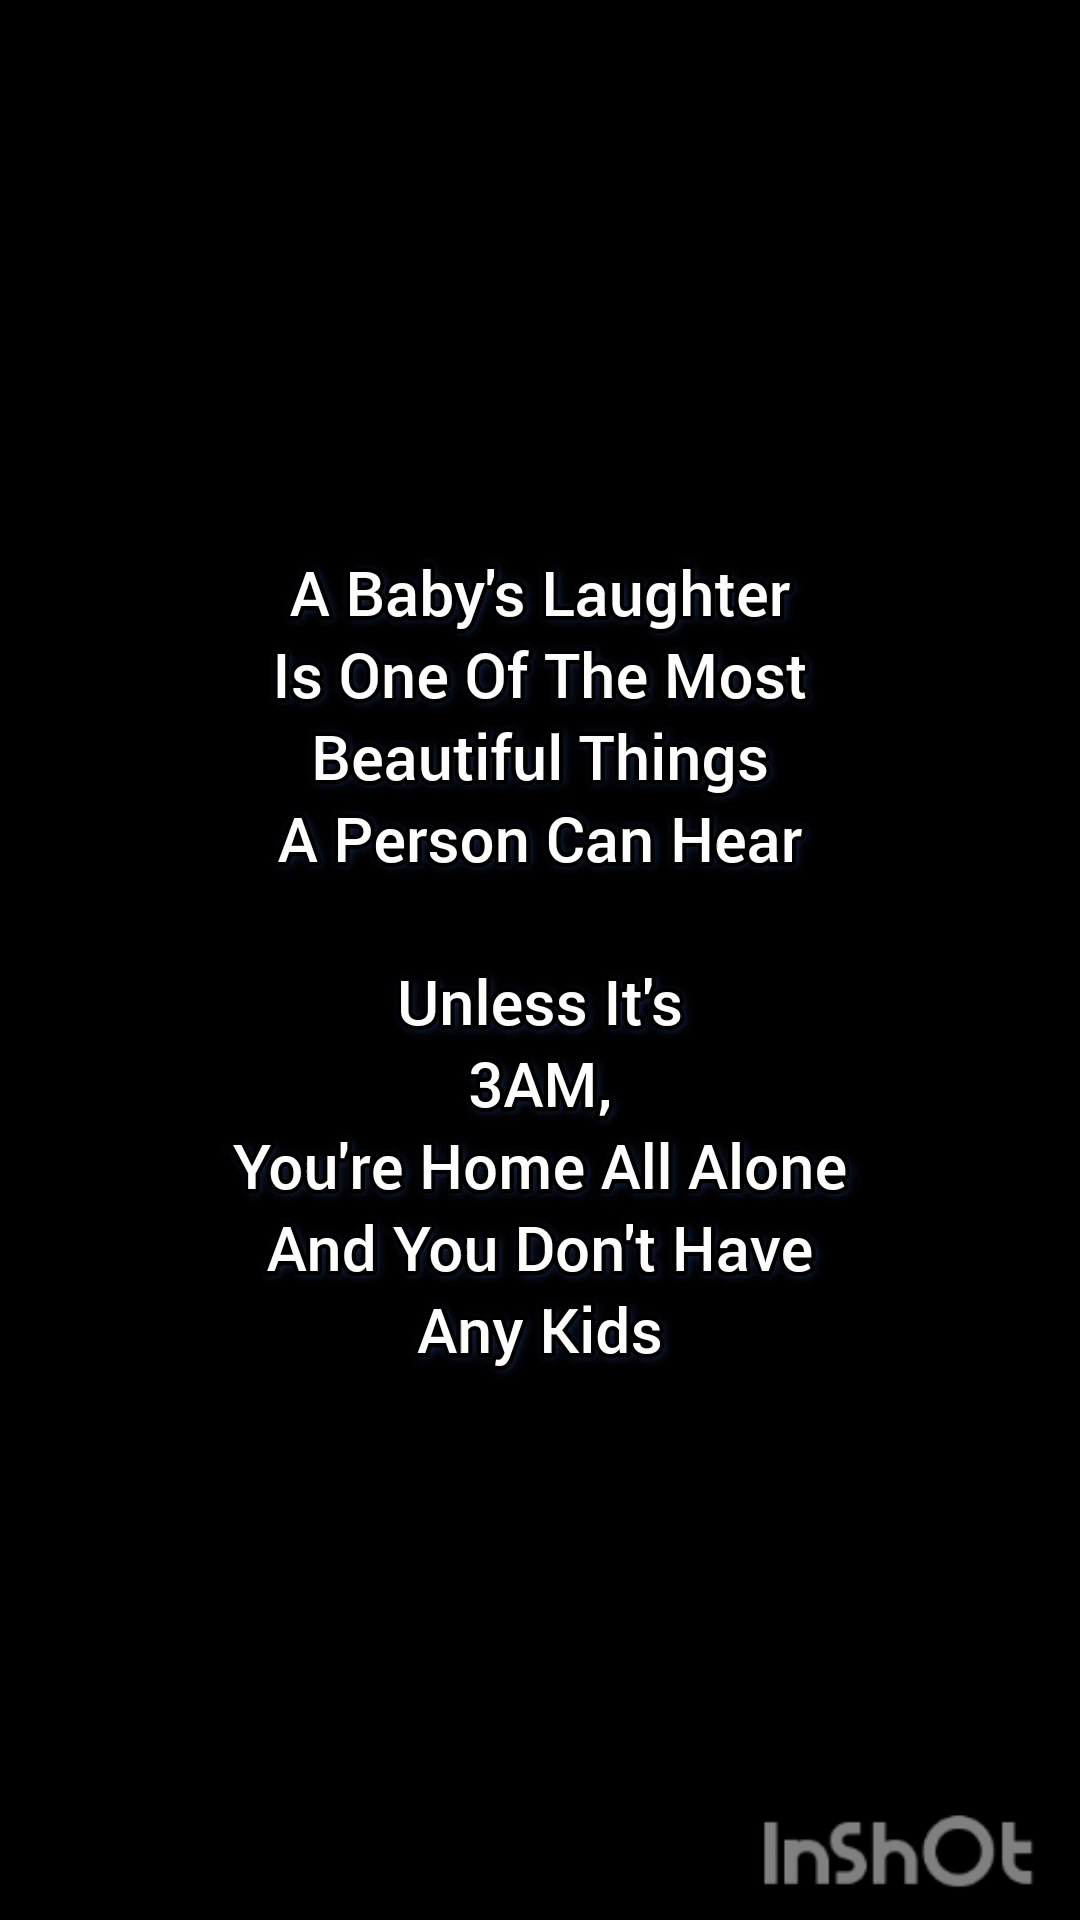 A Baby's Laughter
Is One Of The Most
Beautiful Things
A Person Can Hear
Unless It's
3AM,
You're Home All Alone
And You Don't Have
Any Kids
InShOt